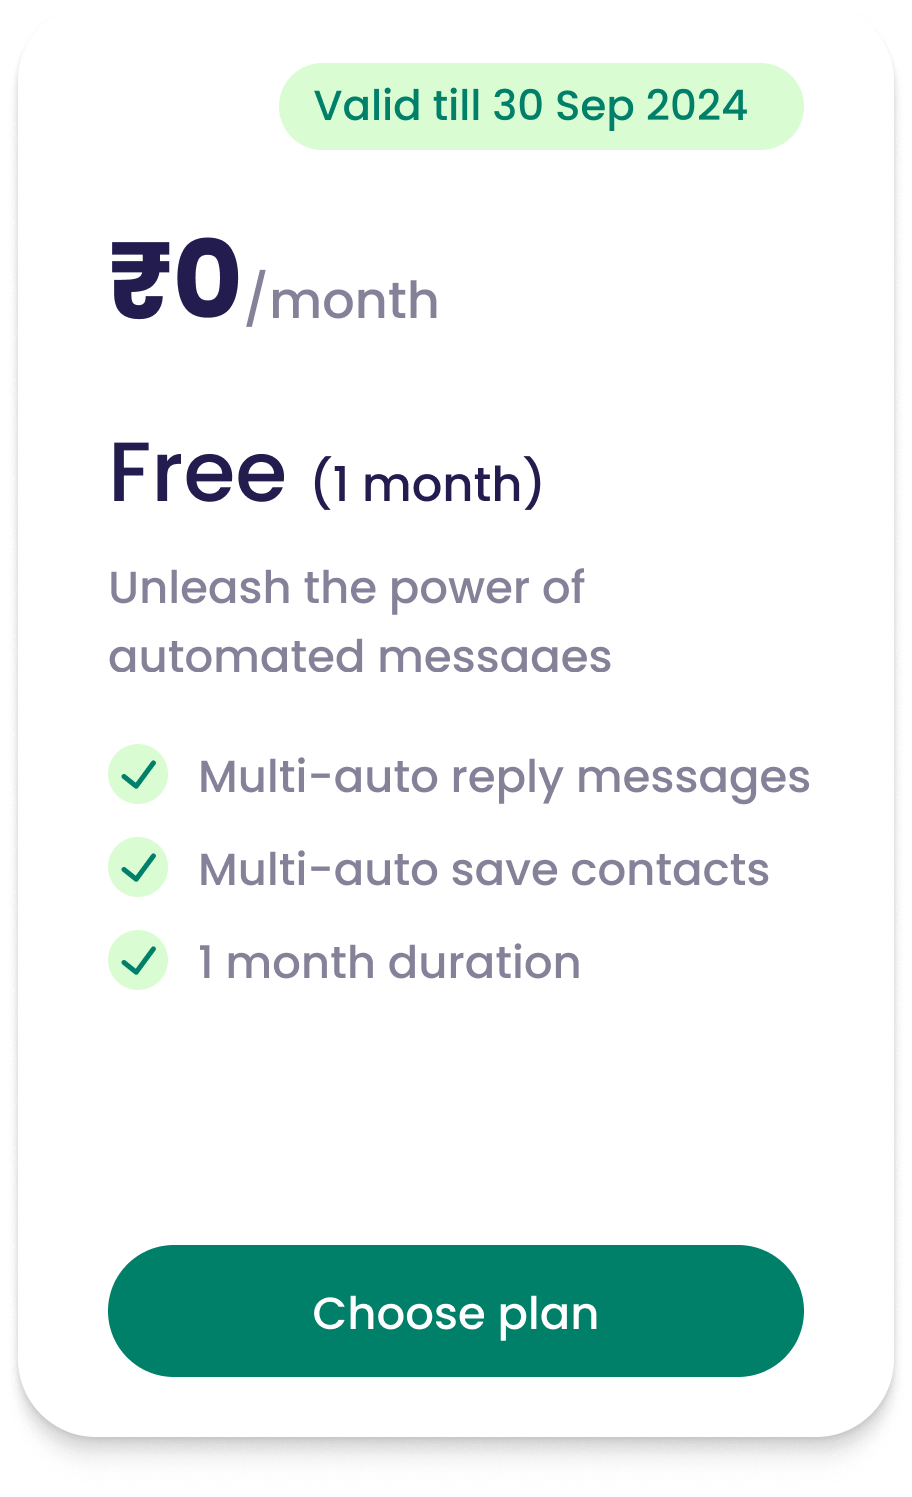 Valid till 30 Sep 2024
₹0/month
Free (1 month)
Unleash the power of
automated messages
Multi-auto reply messages
Multi-auto save contacts
1 month duration
Choose plan